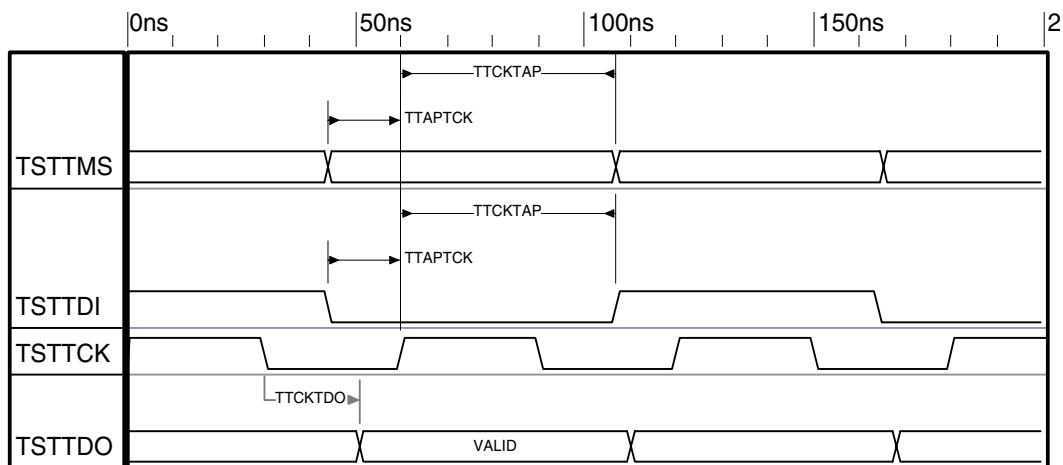 0ns 50ns 100ns 150ns 2
TTCKTAP
TTAPTCK
TSTTMS
TTCKTAP
TTAPTCK
TSTTDI
TSTTCK
TTCKTDO
TSTTDO VALID